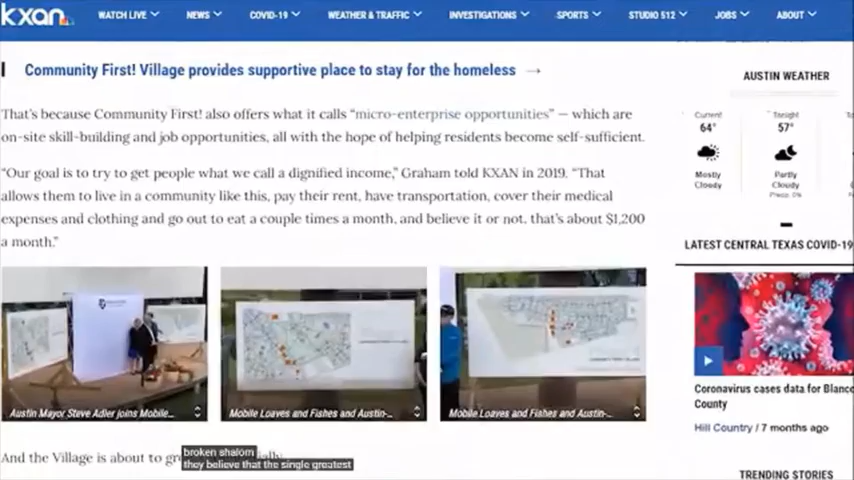 kxan
WATCH LIVE
NEWS
COVID-19
WEATHER & TRAFFIC
INVESTIGATIONS
SPORTS
STUDIO 512
JOBS
ABOUT
Community First! Village provides supportive place to stay for the homeless →
That's because Community First! also offers what it calls “micro-enterprise opportunities” — which are
on-site skill-building and job opportunities, all with the hope of helping residents become self-sufficient.
“Our goal is to try to get people what we call a dignified income,” Graham told KXAN in 2019. “That
allows them to live in a community like this, pay their rent, have transportation, cover their medical
expenses and clothing and go out to eat a couple times a month, and believe it or not, that's about $1,200
a month.”
Austin Mayor Steve Adler joins Mobile...
Mobile Loaves and Fishes and Austin-...
Mobile Loaves and Fishes and Austin-...
And the Village is about to
broken shalom
they believe that the single greatest
AUSTIN WEATHER
Current
64°
Mostly
Cloudy
Tonight
57°
Partly
Cloudy
Precip: 0%
LATEST CENTRAL TEXAS COVID-19
Coronavirus cases data for Blanco
County
Hill Country / 7 months ago
TRENDING STORIES